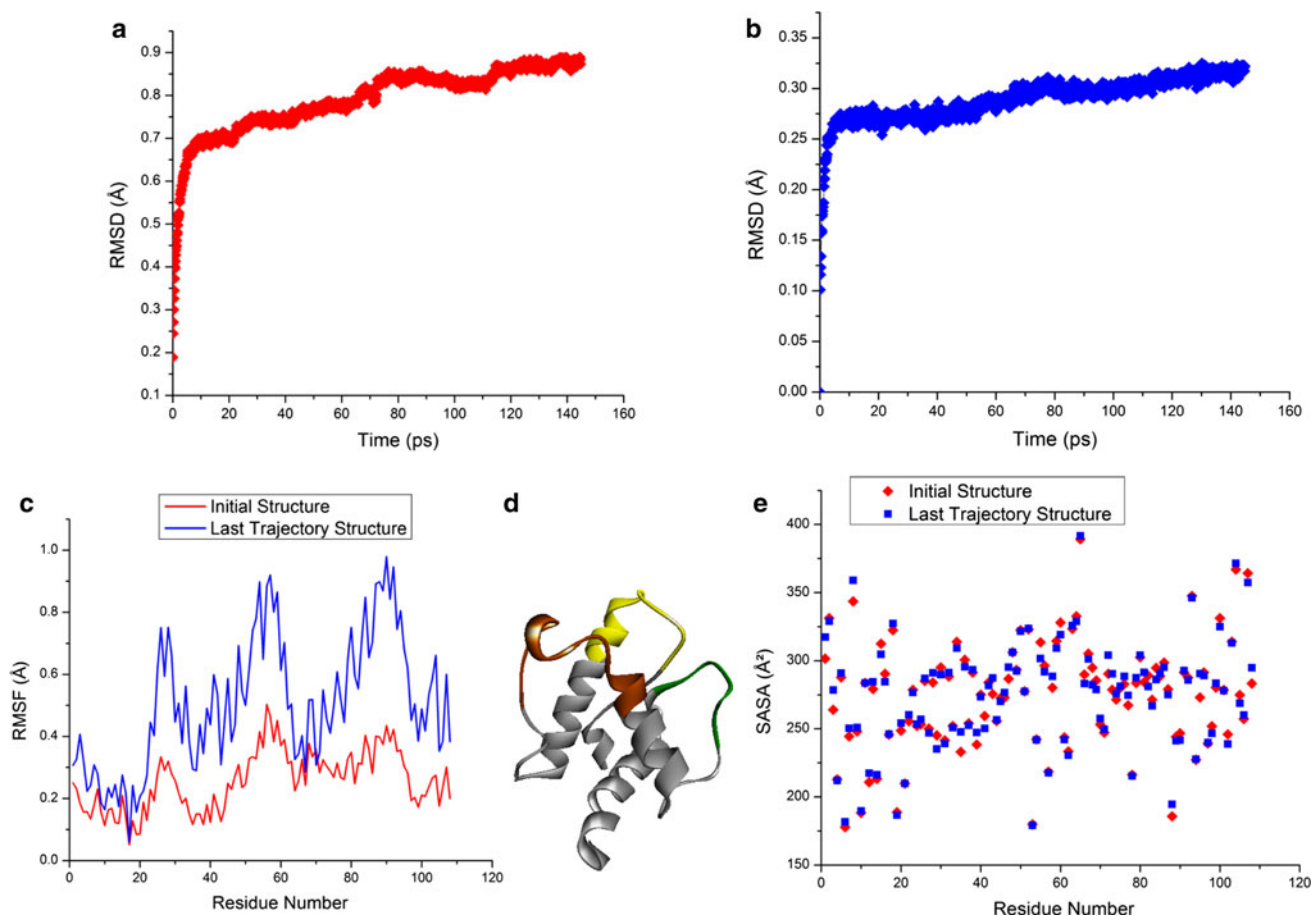 a
0.9
0.8
0.7
0.6
0.5
0.4
0.3
0.2
0.1
RMSD (Å)
0 20 40 60 80 100 120 140 160
Time (ps)
b
0.35
0.30
0.25
0.20
0.15
0.10
0.05
0.00
RMSD (Å)
0 20 40 60 80 100 120 140 160
Time (ps)
c
Initial Structure
Last Trajectory Structure
1.0
0.8
0.6
0.4
0.2
0.0
RMSF (Å)
0 20 40 60 80 100 120
Residue Number
d
e
Initial Structure
Last Trajectory Structure
400
350
300
250
200
150
SASA (Å²)
0 20 40 60 80 100 120
Residue Number